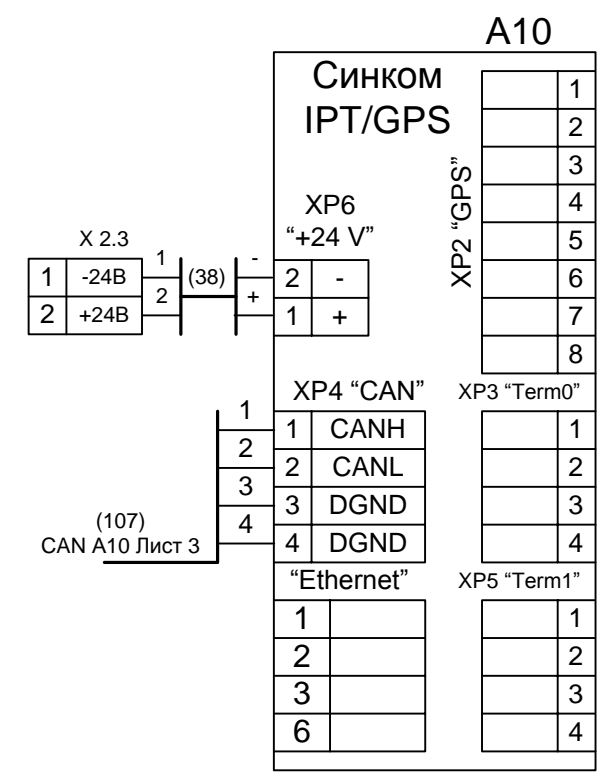 A10
Синком
IPT/GPS
XP2 “GPS”
1
2
3
4
5
6
7
8
XP6
“+24 V”
2 -
1 +
X 2.3
1 -24В 1 (38) -
2 +24В 2 +
XP4 “CAN”
1 1 CANH
2 2 CANL
3 3 DGND
4 4 DGND
(107)
CAN A10 Лист 3
XP3 “Term0”
1
2
3
4
“Ethernet”
1
2
3
6
XP5 “Term1”
1
2
3
4